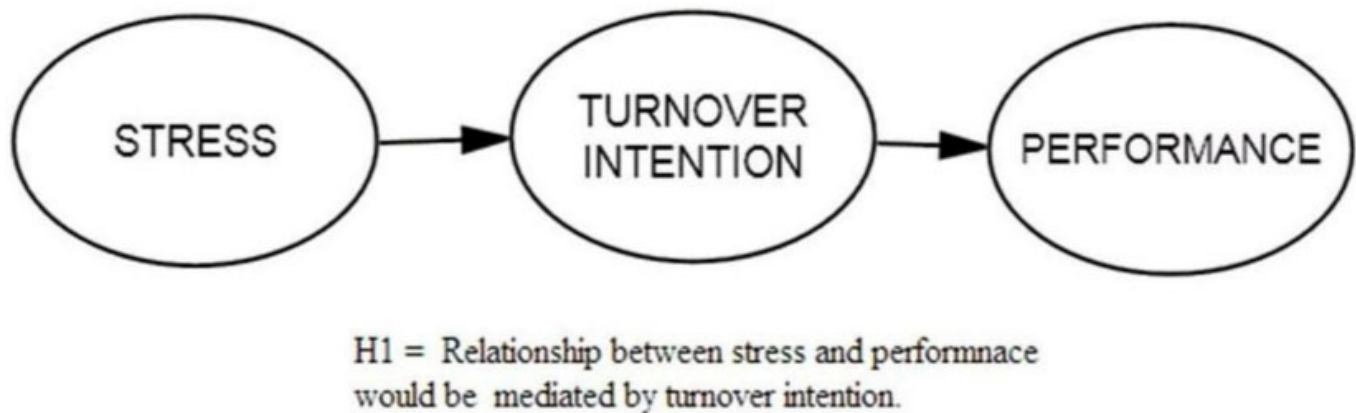 STRESS
TURNOVER
INTENTION
PERFORMANCE
H1 = Relationship between stress and performnace
would be mediated by turnover intention.